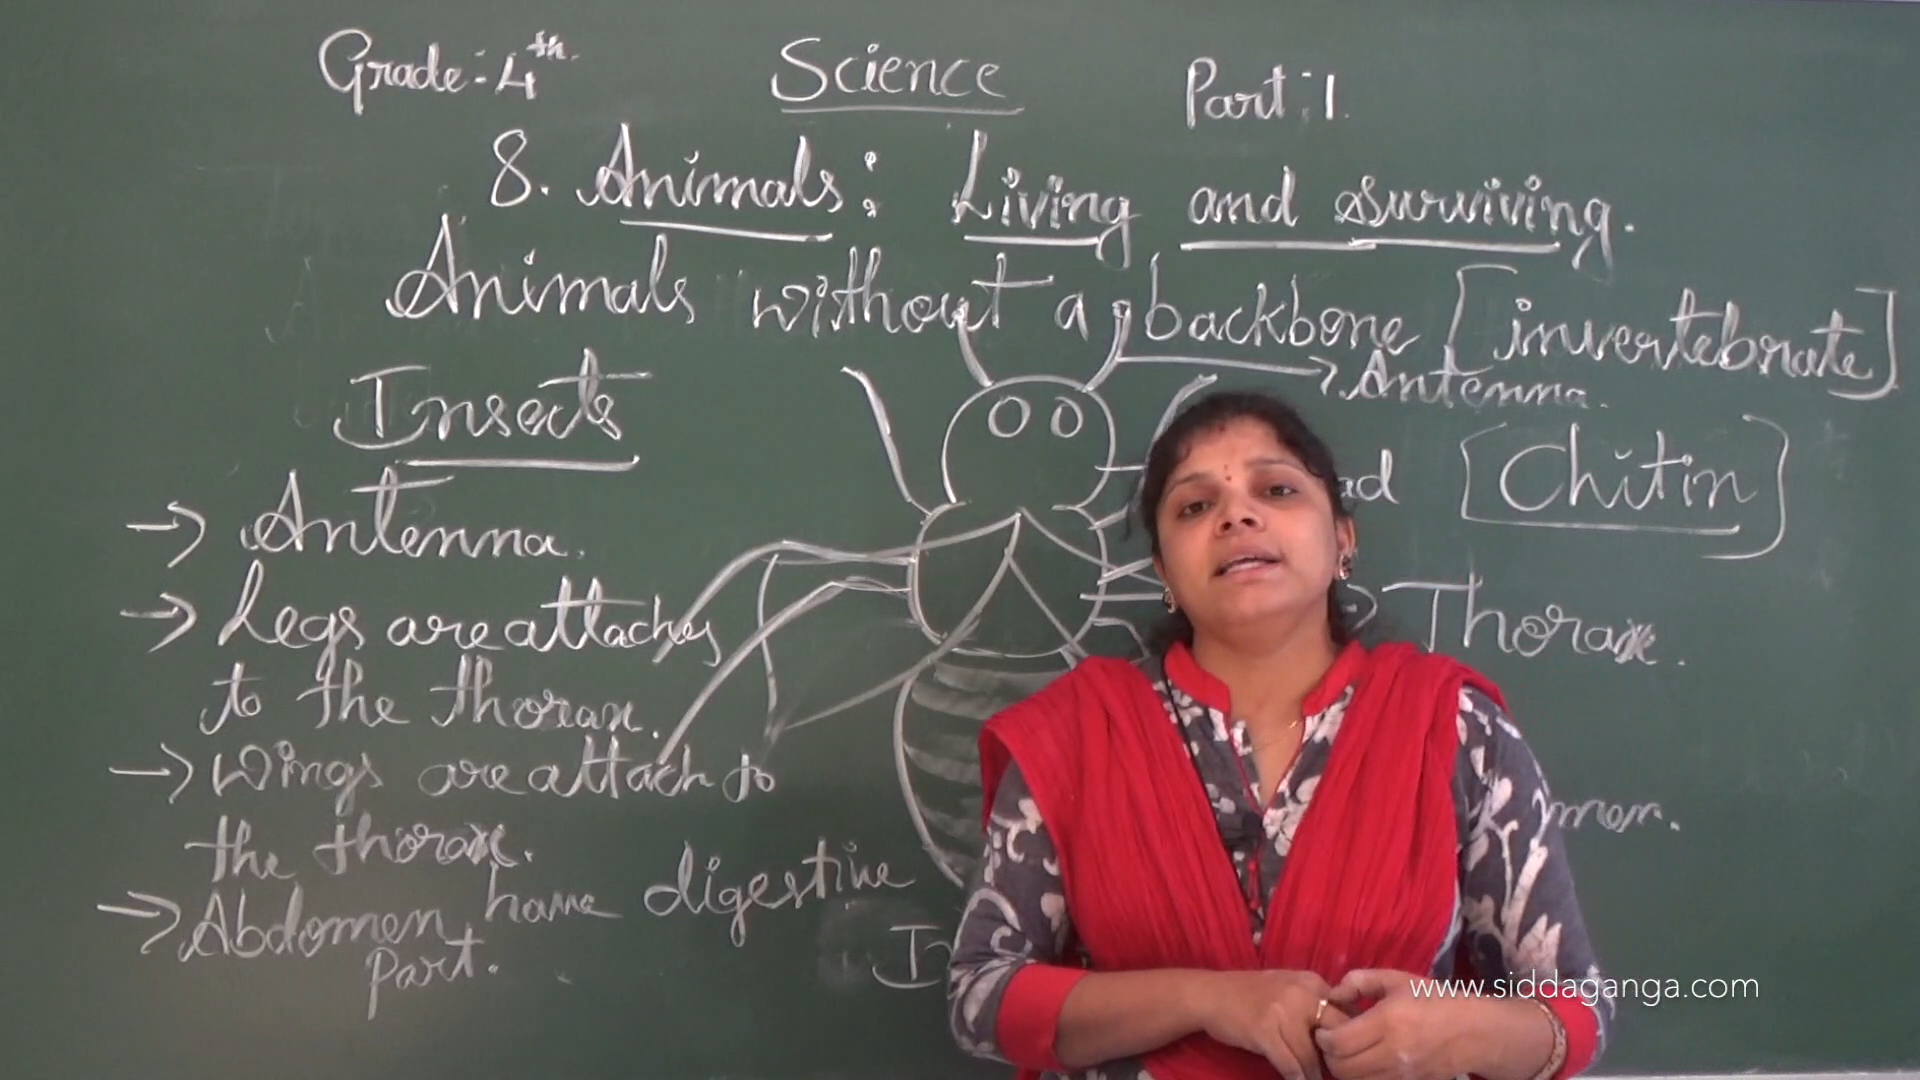 Grade:- 4th.
Science
Part:1.
8. Animals: Living and surviving.
Animals without a backbone [invertebrate]
Insects
→ Antenna.
[Chitin]
→ Antenna.
→ Legs are attaches
to the thorax.
→ Thorax.
→ Wings are attach to
the thorax.
→ Abdomen have digestive
part.
www.siddaganga.com